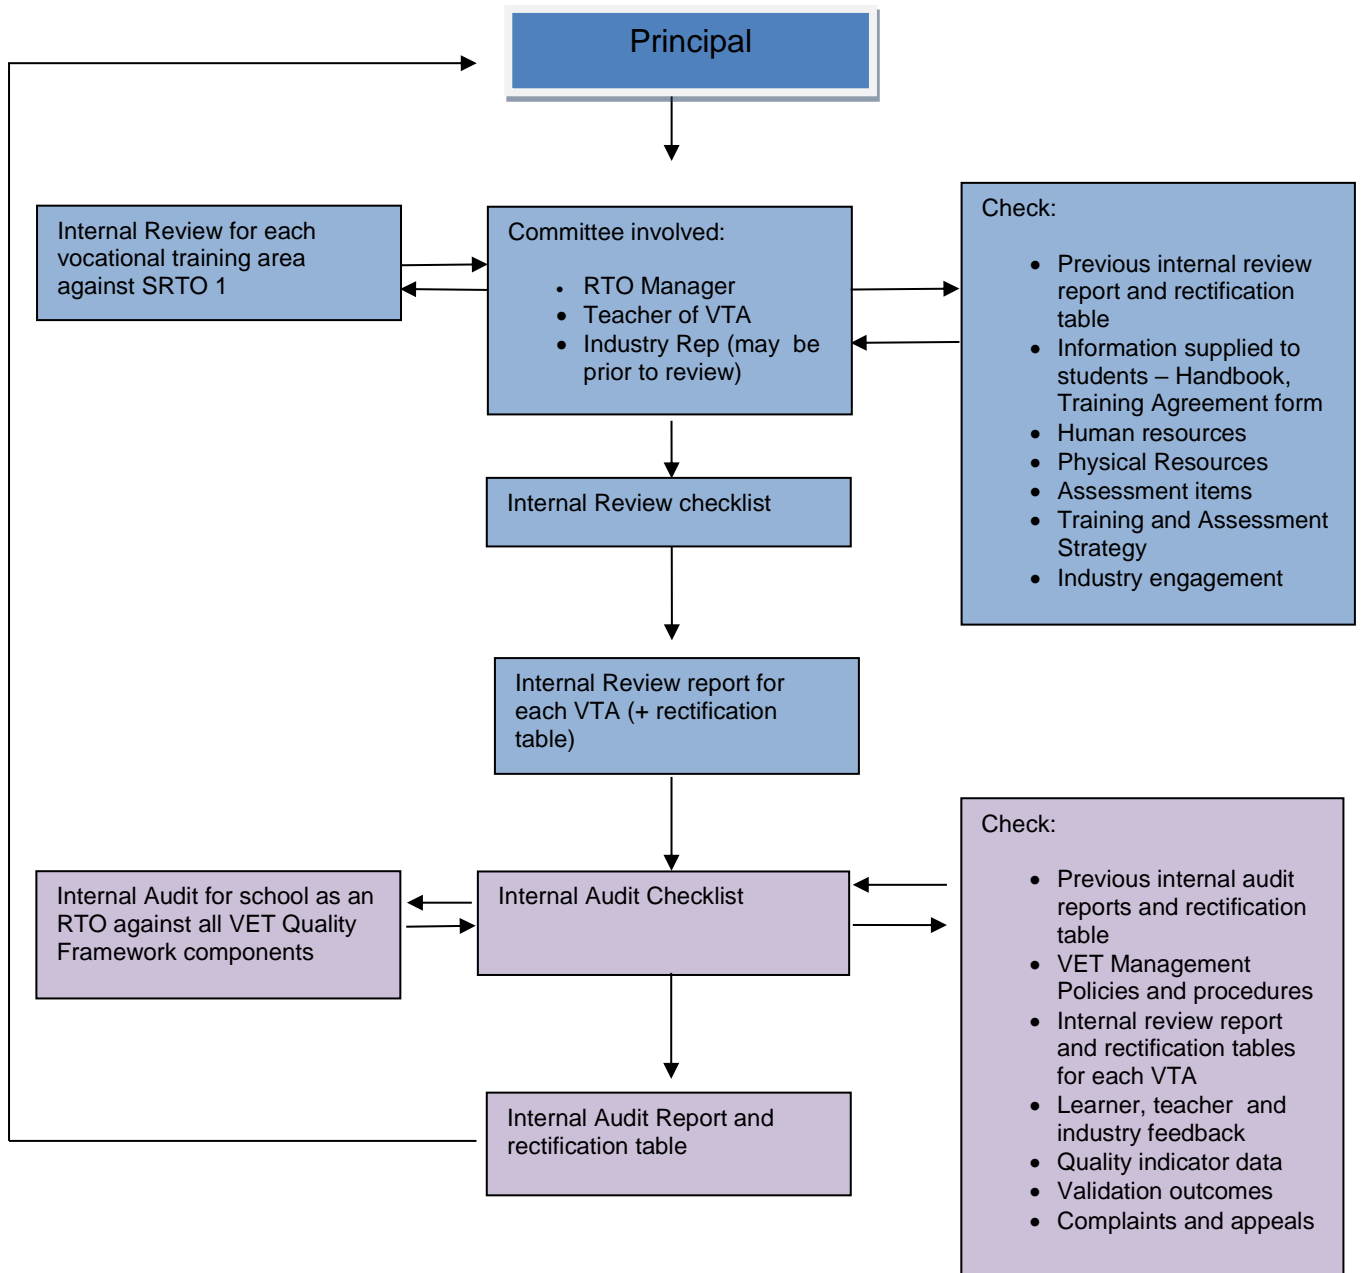 Principal
Internal Review for each
vocational training area
against SRTO 1
Committee involved:
• RTO Manager
• Teacher of VTA
• Industry Rep (may be
prior to review)
Check:
• Previous internal review
report and rectification
table
• Information supplied to
students – Handbook,
Training Agreement form
• Human resources
• Physical Resources
• Assessment items
• Training and Assessment
Strategy
• Industry engagement
Internal Review checklist
Internal Review report for
each VTA (+ rectification
table)
Internal Audit for school as an
RTO against all VET Quality
Framework components
Internal Audit Checklist
Check:
• Previous internal audit
reports and rectification
table
• VET Management
Policies and procedures
• Internal review report
and rectification tables
for each VTA
• Learner, teacher and
industry feedback
• Quality indicator data
• Validation outcomes
• Complaints and appeals
Internal Audit Report and
rectification table